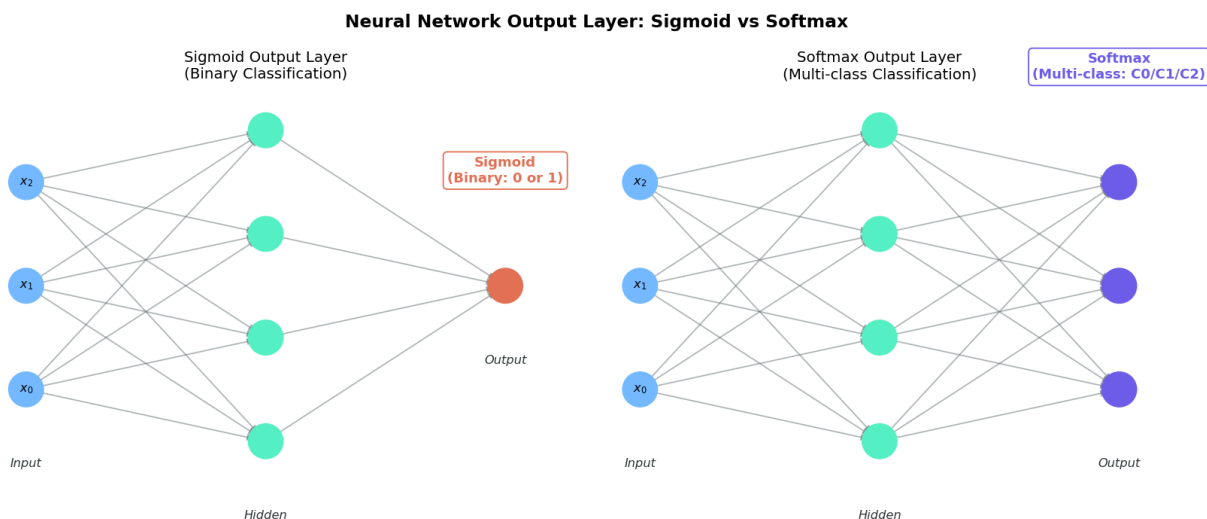 Neural Network Output Layer: Sigmoid vs Softmax
Sigmoid Output Layer
(Binary Classification)
Sigmoid
(Binary: 0 or 1)
x₂
x₁
x₀
Input
Hidden
Output
Softmax Output Layer
(Multi-class Classification)
Softmax
(Multi-class: C0/C1/C2)
x₂
x₁
x₀
Input
Hidden
Output